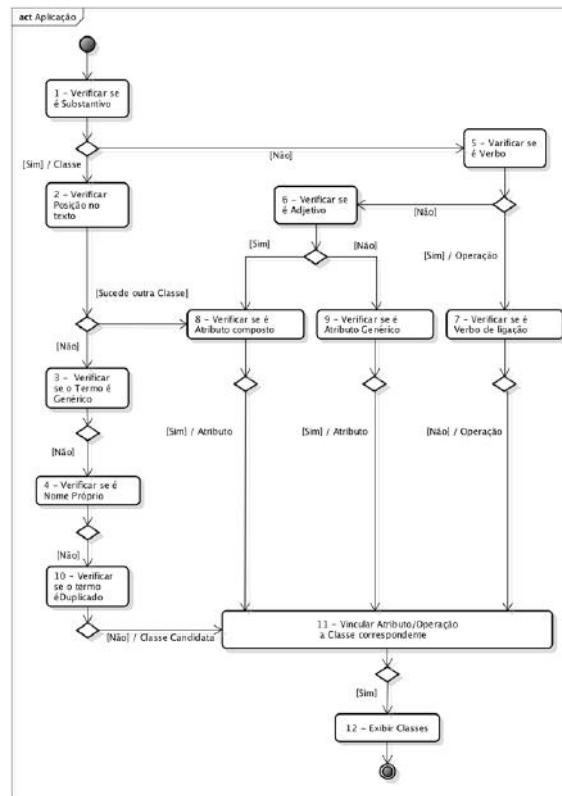 act Aplicação
1 - Verificar se
é Substantivo
[Sim] / Classe
[Não]
5 - Varificar se
é Verbo
2 - Verificar
Posição no
texto
6 - Verificar se
é Adjetivo
[Não]
[Sim]
[Não]
[Sim] / Operação
[Sucede outra Classe]
8 - Verificar se é
Atributo composto
9 - Verificar se é
Atributo Genérico
7 - Verificar se é
Verbo de ligação
[Não]
3 - Verificar
se o Termo é
Genérico
[Sim] / Atributo
[Sim] / Atributo
[Não] / Operação
[Não]
4 - Verificar se é
Nome Próprio
[Não]
10 - Verificar
se o termo
éDuplicado
[Não] / Classe Candidata
11 - Vincular Atributo/Operação
a Classe correspondente
[Sim]
12 - Exibir Classes